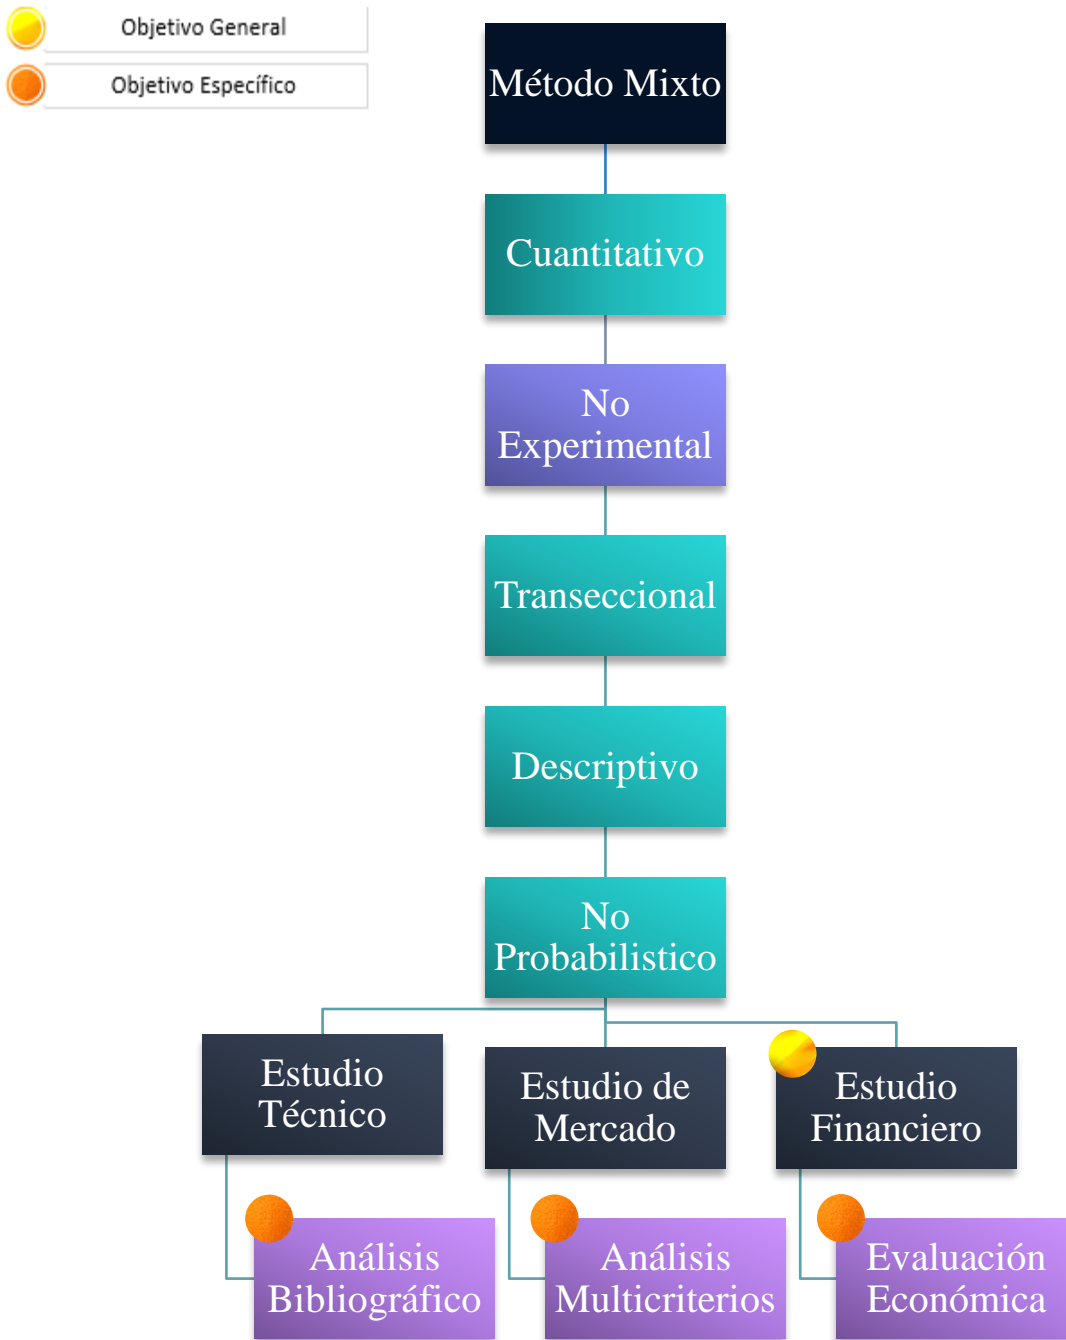 Objetivo General
Objetivo Específico
Método Mixto
Cuantitativo
No
Experimental
Transeccional
Descriptivo
No
Probabilistico
Estudio
Técnico
Estudio de
Mercado
Estudio
Financiero
Análisis
Bibliográfico
Análisis
Multicriterios
Evaluación
Económica